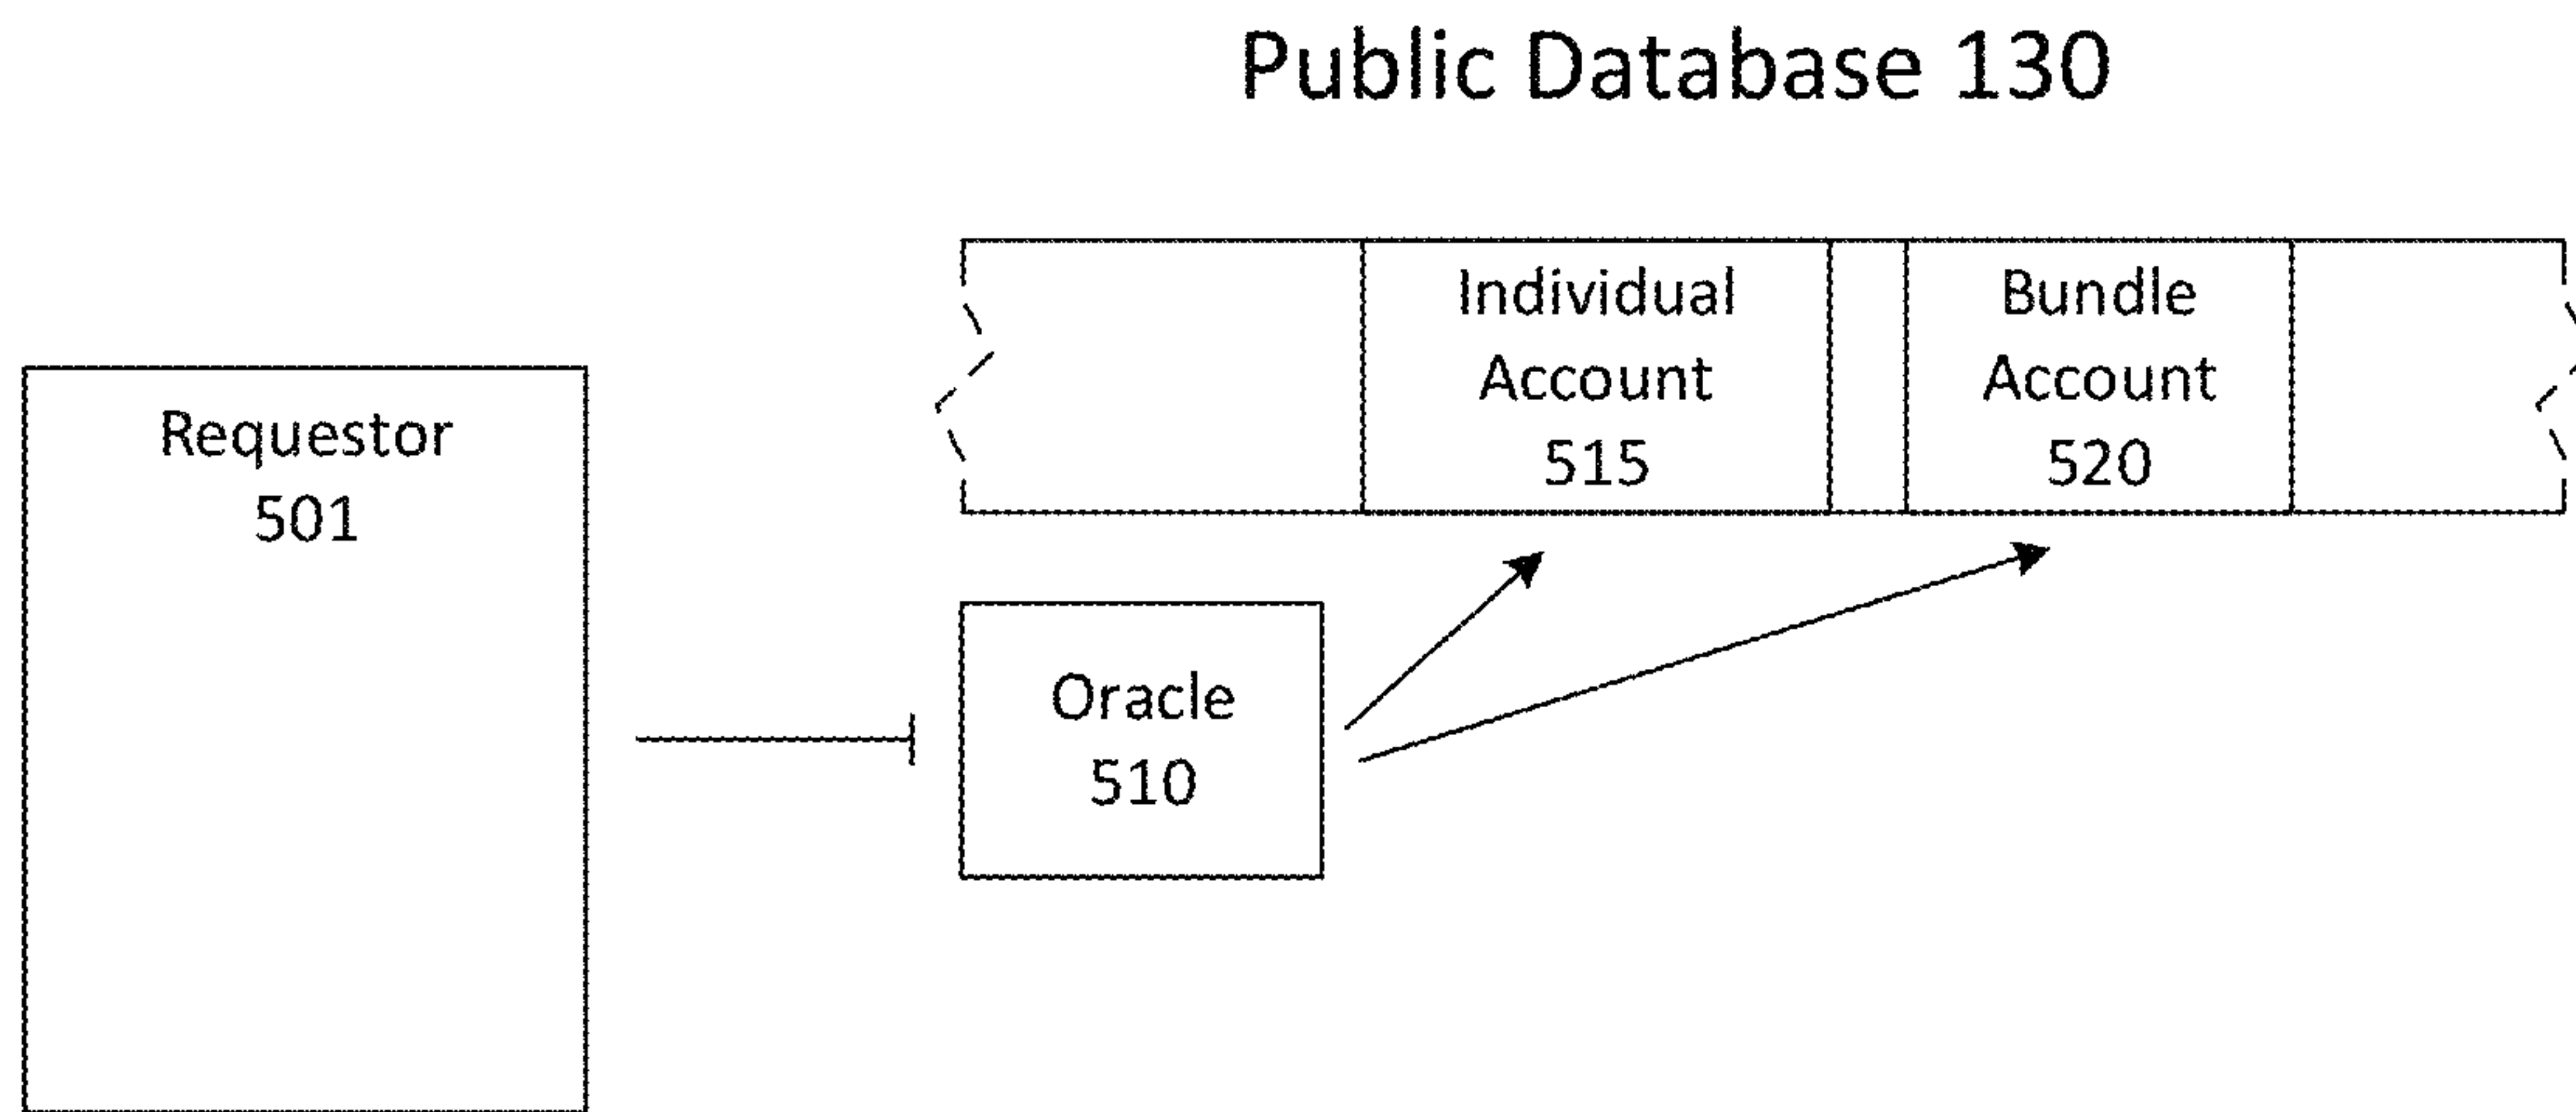 Public Database 130
Requestor
501
Individual
Account
515
Bundle
Account
520
Oracle
510